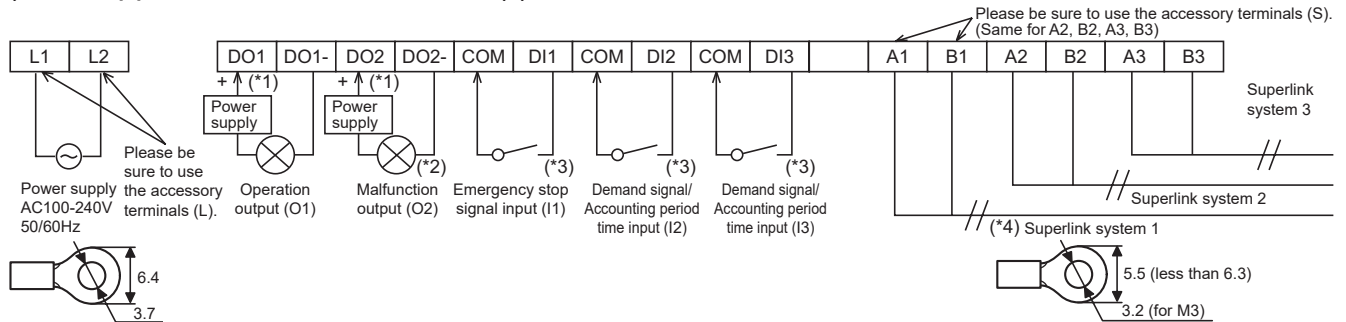 Please be sure to use the accessory terminals (S).
(Same for A2, B2, A3, B3)
L1 L2 DO1 DO1- DO2 DO2- COM DI1 COM DI2 COM DI3 A1 B1 A2 B2 A3 B3
+ (*1) + (*1)
Power
supply
Power
supply
Superlink
system 3
Please be
sure to use
the accessory
terminals (L).
(*2) (*3) (*3) (*3)
Power supply
AC100-240V
50/60Hz
Operation
output (O1)
Malfunction
output (O2)
Emergency stop
signal input (I1)
Demand signal/
Accounting period
time input (I2)
Demand signal/
Accounting period
time input (I3)
Superlink system 2
(*4) Superlink system 1
6.4
3.7
5.5 (less than 6.3)
3.2 (for M3)